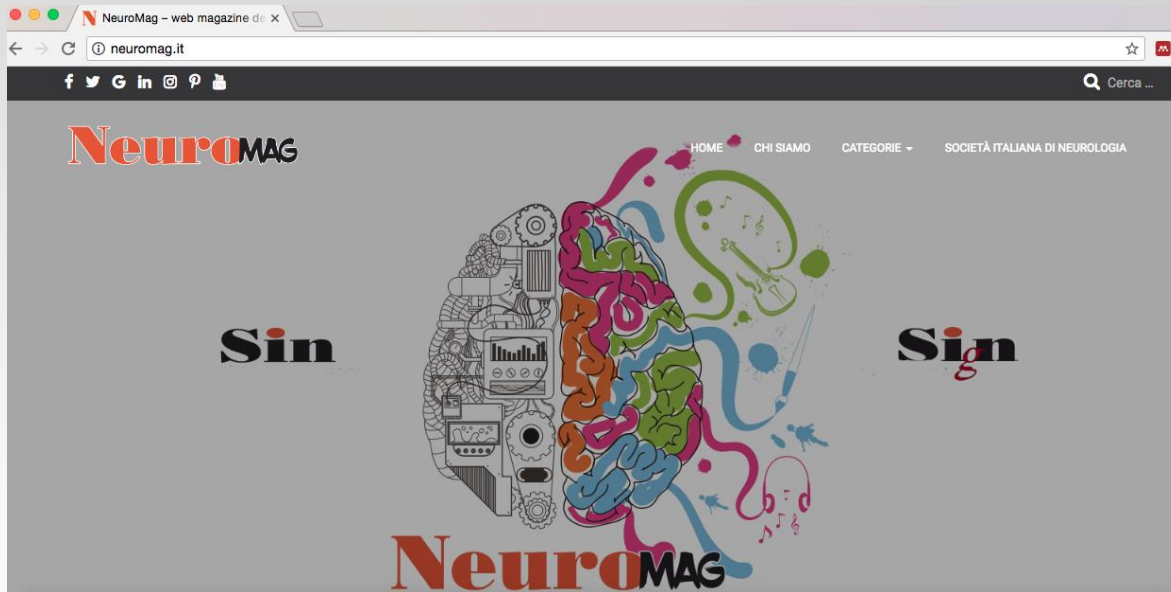 NeuroMag – web magazine de
neuromag.it
Cerca ...
NeuroMAG
HOME CHI SIAMO CATEGORIE SOCIETÀ ITALIANA DI NEUROLOGIA
Sin
Sign
NeuroMAG